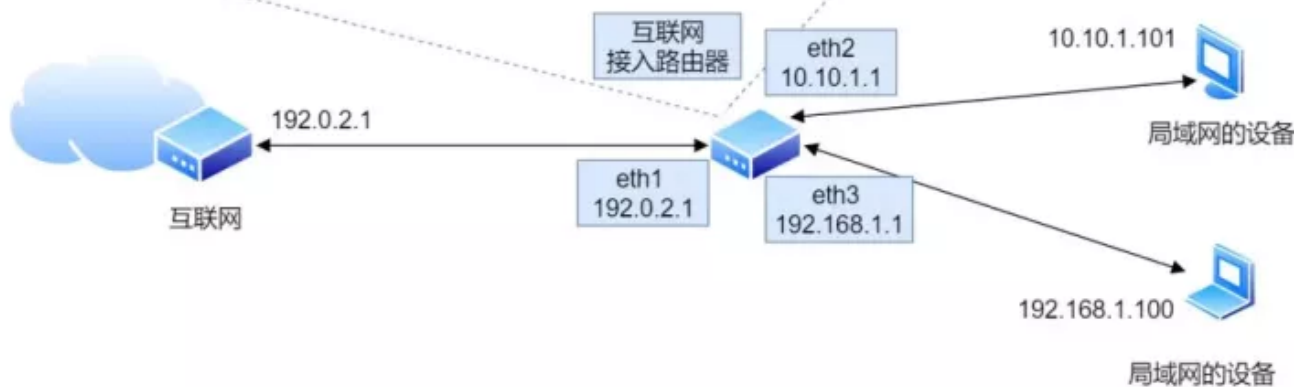 互联网
接入路由器
eth2
10.10.1.1
10.10.1.101
局域网的设备
192.0.2.1
互联网
eth1
192.0.2.1
eth3
192.168.1.1
192.168.1.100
局域网的设备